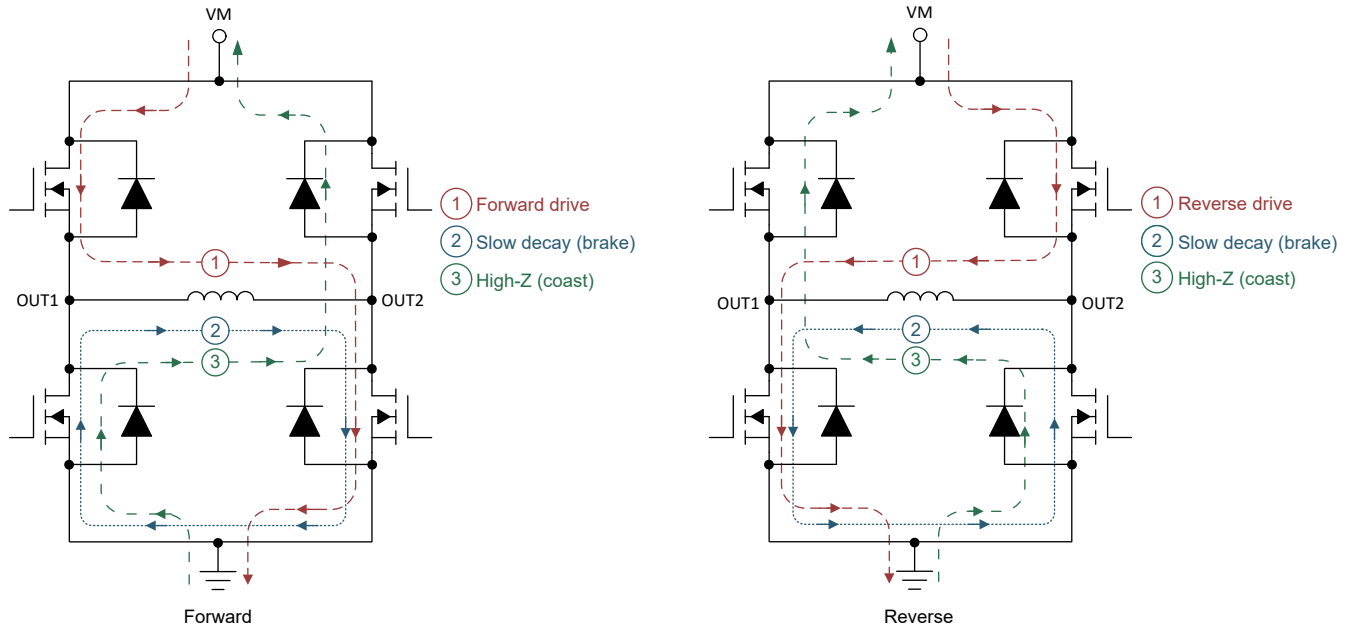 VM
1 Forward drive
2 Slow decay (brake)
3 High-Z (coast)
1
OUT1
OUT2
2
3
Forward
VM
1 Reverse drive
2 Slow decay (brake)
3 High-Z (coast)
1
OUT1
OUT2
2
3
Reverse